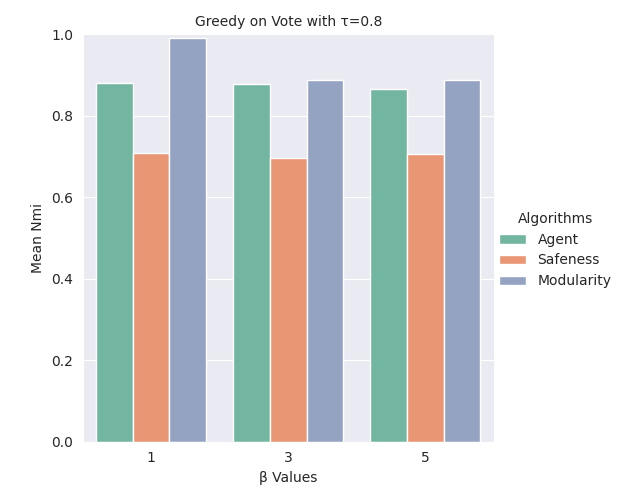 Greedy on Vote with τ=0.8
1.0
0.8
0.6
0.4
0.2
0.0
Mean Nmi
1 3 5
β Values
Algorithms
Agent
Safeness
Modularity